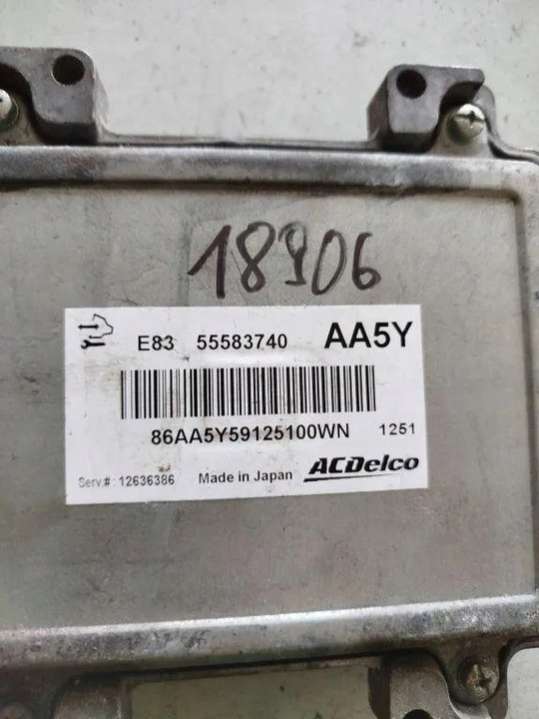 18906
E83 55583740 AA5Y
86AA5Y59125100WN 1251
Serv.#: 12636386 Made in Japan ACDelco